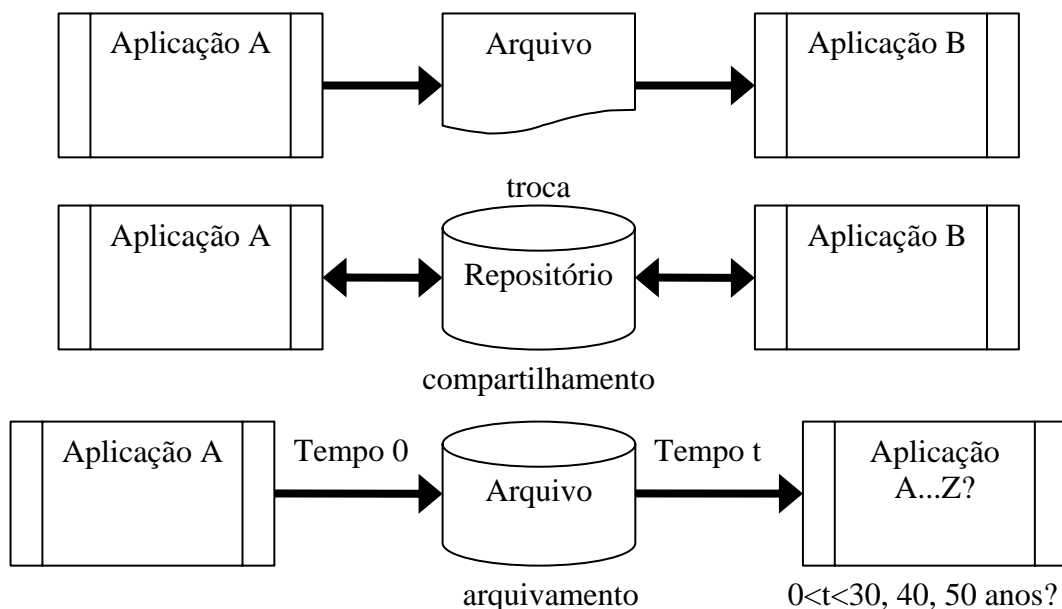 Aplicação A
Arquivo
Aplicação B
troca
Aplicação A
Repositório
Aplicação B
compartilhamento
Aplicação A
Tempo 0
Arquivo
Tempo t
Aplicação
A...Z?
arquivamento
0<t<30, 40, 50 anos?